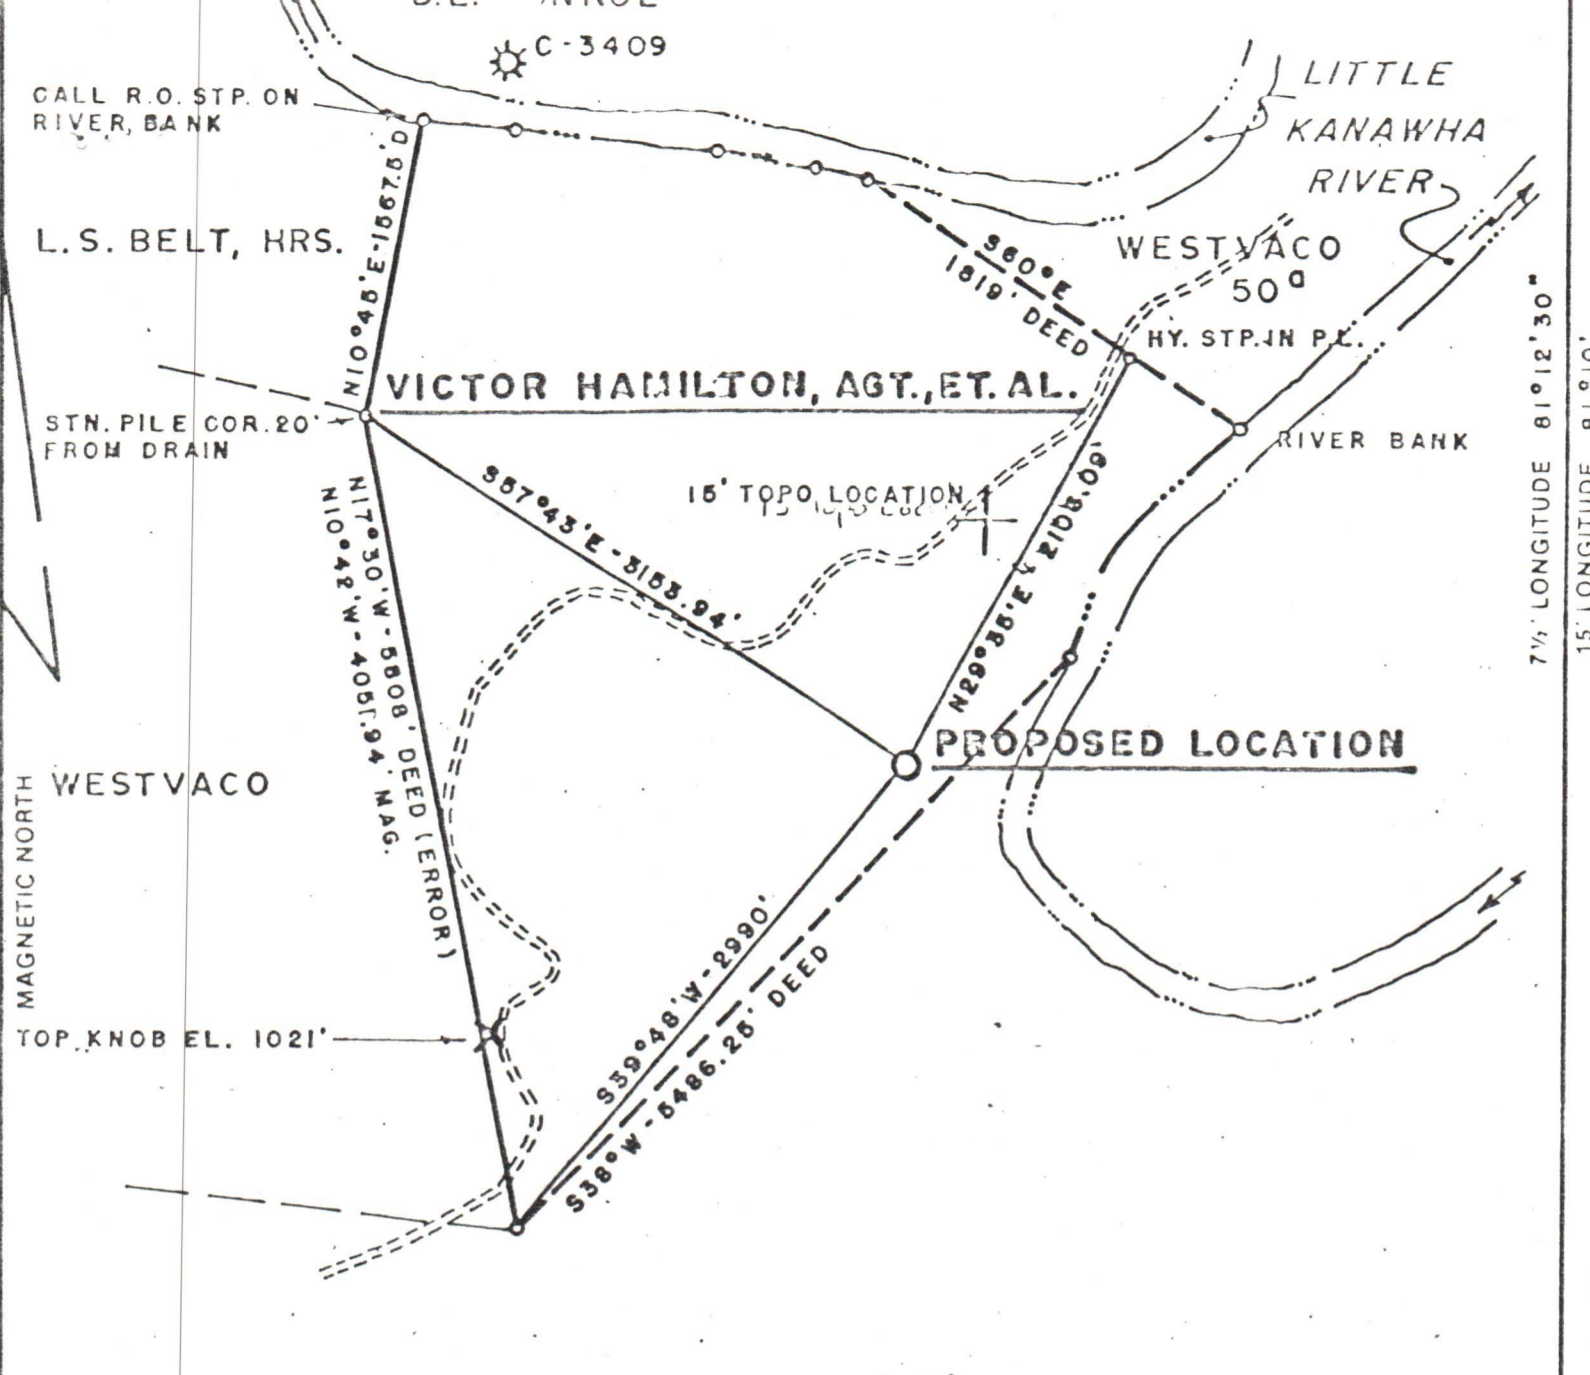 C-3409
CALL R.O. STP. ON
RIVER, BANK
LITTLE
KANAWHA
RIVER
N10°45'E-1567.5'D
L.S. BELT, HRS.
S60°E
1819' DEED
WESTVACO
50a
HY. STP. IN P.L.
VICTOR HAMILTON, AGT., ET. AL.
STN. PILE COR. 20'
FROM DRAIN
RIVER BANK
7½' LONGITUDE 81°12'30"
15' LONGITUDE
15' TOPO LOCATION
S57°43'E-3153.94'
N29°35'E
N17°30'W-5808' DEED (ERROR)
N10°42'W-4051.94' MAG.
PROPOSED LOCATION
WESTVACO
MAGNETIC NORTH
TOP KNOB EL. 1021'
S39°48'W-2990'
S38°W-5486.25' DEED